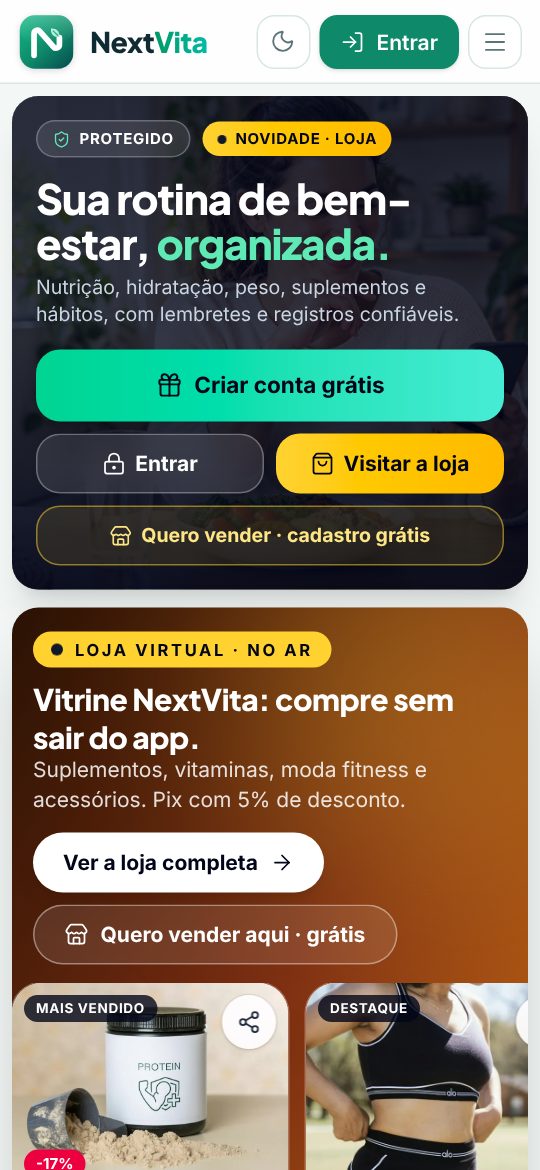 NextVita
Entrar
PROTEGIDO
NOVIDADE · LOJA
Sua rotina de bem-
estar, organizada.
Nutrição, hidratação, peso, suplementos e
hábitos, com lembretes e registros confiáveis.
Criar conta grátis
Entrar
Visitar a loja
Quero vender · cadastro grátis
LOJA VIRTUAL · NO AR
Vitrine NextVita: compre sem
sair do app.
Suplementos, vitaminas, moda fitness e
acessórios. Pix com 5% de desconto.
Ver a loja completa
Quero vender aqui · grátis
MAIS VENDIDO
DESTAQUE
PROTEIN
alo
alo
-17%